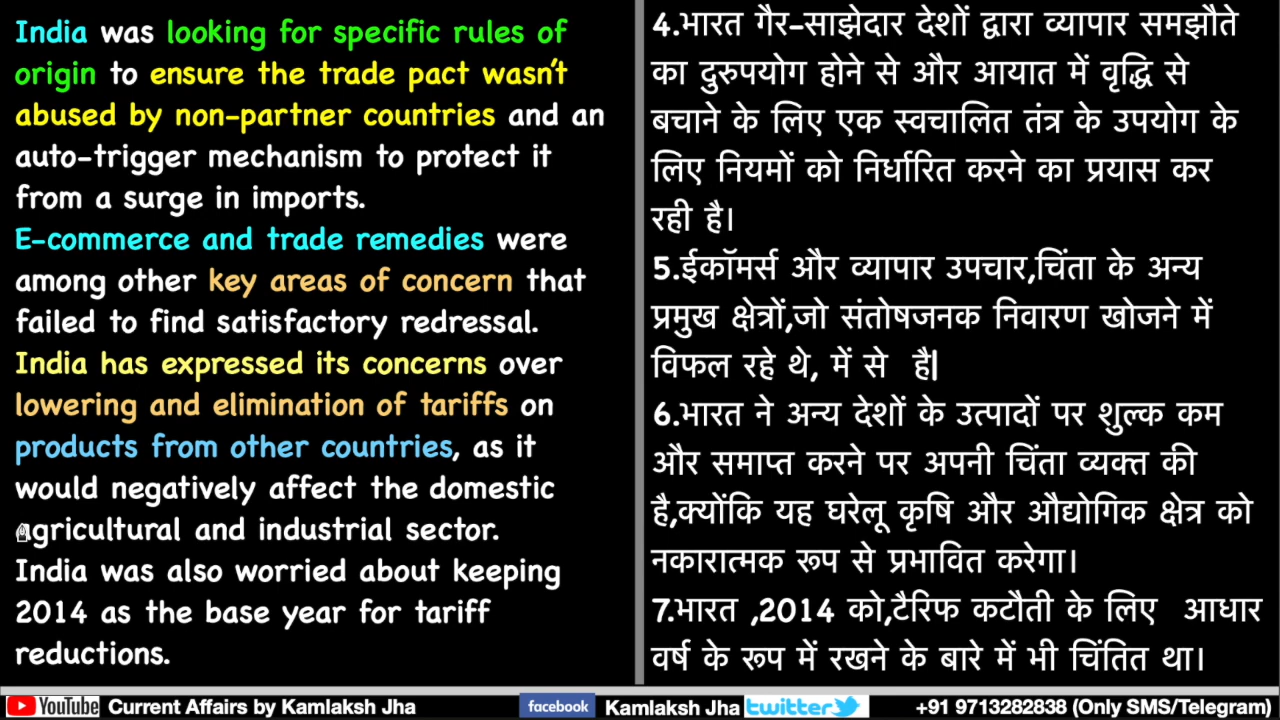 India was looking for specific rules of
origin to ensure the trade pact wasn't
abused by non-partner countries and an
auto-trigger mechanism to protect it
from a surge in imports.
E-commerce and trade remedies were
among other key areas of concern that
failed to find satisfactory redressal.
India has expressed its concerns over
lowering and elimination of tariffs on
products from other countries, as it
would negatively affect the domestic
agricultural and industrial sector.
India was also worried about keeping
2014 as the base year for tariff
reductions.
4.भारत गैर-साझेदार देशों द्वारा व्यापार समझौते
का दुरुपयोग होने से और आयात में वृद्धि से
बचाने के लिए एक स्वचालित तंत्र के उपयोग के
लिए नियमों को निर्धारित करने का प्रयास कर
रही है।
5.ईकॉमर्स और व्यापार उपचार,चिंता के अन्य
प्रमुख क्षेत्रों,जो संतोषजनक निवारण खोजने में
विफल रहे थे, में से है|
6.भारत ने अन्य देशों के उत्पादों पर शुल्क कम
और समाप्त करने पर अपनी चिंता व्यक्त की
है,क्योंकि यह घरेलू कृषि और औद्योगिक क्षेत्र को
नकारात्मक रूप से प्रभावित करेगा।
7.भारत ,2014 को,टैरिफ कटौती के लिए आधार
वर्ष के रूप में रखने के बारे में भी चिंतित था।
YouTube Current Affairs by Kamlaksh Jha facebook Kamlaksh Jha twitter +91 9713282838 (Only SMS/Telegram)